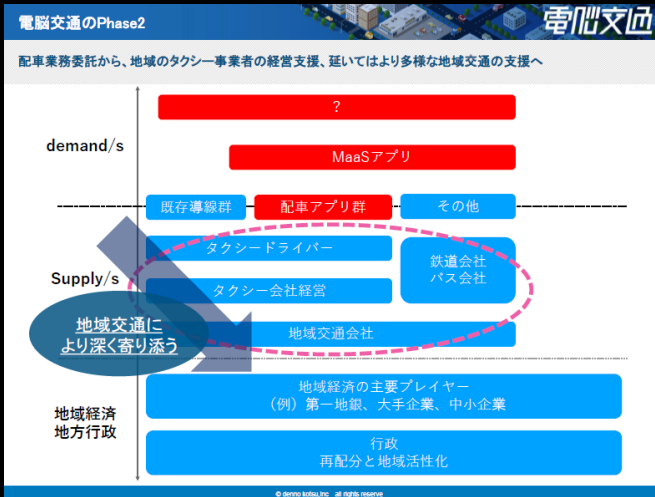 電脳交通のPhase2
電脳交通
配車業務委託から、地域のタクシー事業者の経営支援、延いてはより多様な地域交通の支援へ
?
demand/s
MaaSアプリ
既存導線群
配車アプリ群
その他
タクシードライバー
鉄道会社
バス会社
Supply/s
タクシー会社経営
地域交通に
より深く寄り添う
地域交通会社
地域経済
地方行政
地域経済の主要プレイヤー
（例）第一地銀、大手企業、中小企業
行政
再配分と地域活性化
© denno kotsu,inc all rights reserve